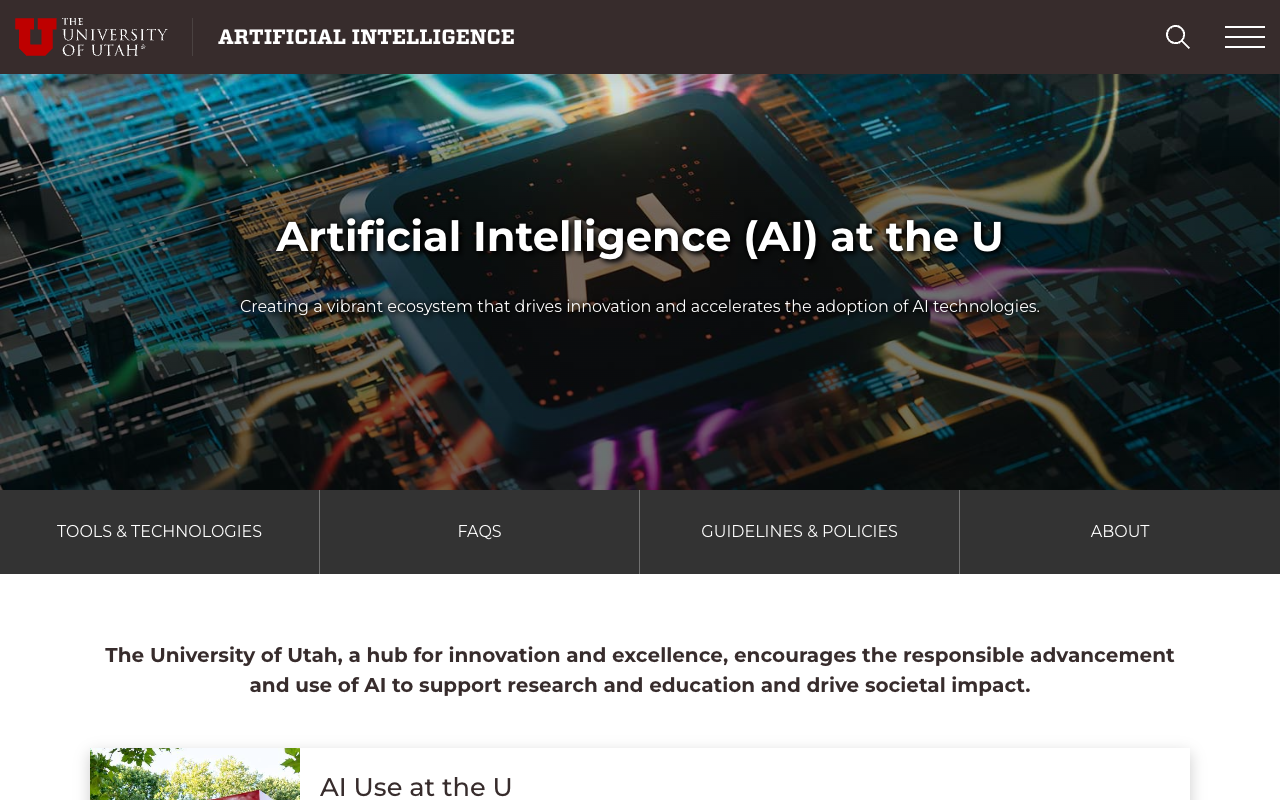 THE
UNIVERSITY
OF UTAH®
ARTIFICIAL INTELLIGENCE
AI
Artificial Intelligence (AI) at the U
Creating a vibrant ecosystem that drives innovation and accelerates the adoption of AI technologies.
TOOLS & TECHNOLOGIES
FAQS
GUIDELINES & POLICIES
ABOUT
The University of Utah, a hub for innovation and excellence, encourages the responsible advancement
and use of AI to support research and education and drive societal impact.
AI Use at the U